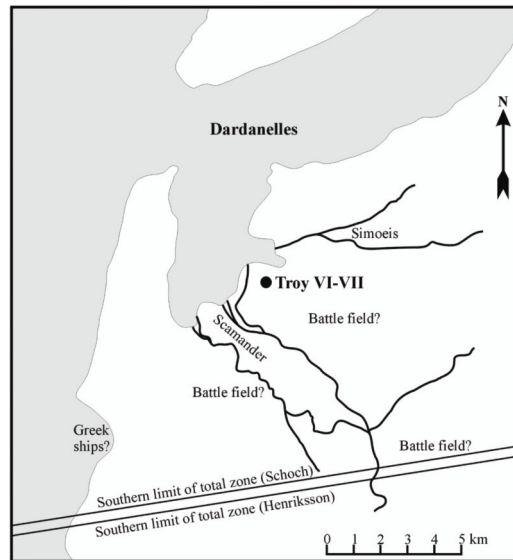 Dardanelles
N
Simoeis
Troy VI-VII
Battle field?
Scamander
Battle field?
Greek
ships?
Battle field?
Southern limit of total zone (Schoch)
Southern limit of total zone (Henriksson)
0 1 2 3 4 5 km